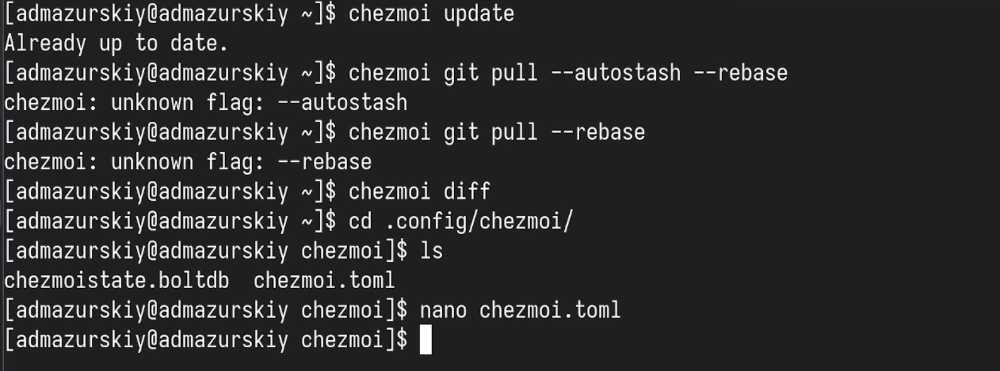 [admazurskiy@admazurskiy ~]$ chezmoi update
Already up to date.
[admazurskiy@admazurskiy ~]$ chezmoi git pull --autostash --rebase
chezmoi: unknown flag: --autostash
[admazurskiy@admazurskiy ~]$ chezmoi git pull --rebase
chezmoi: unknown flag: --rebase
[admazurskiy@admazurskiy ~]$ chezmoi diff
[admazurskiy@admazurskiy ~]$ cd .config/chezmoi/
[admazurskiy@admazurskiy chezmoi]$ ls
chezmoistate.boltdb  chezmoi.toml
[admazurskiy@admazurskiy chezmoi]$ nano chezmoi.toml
[admazurskiy@admazurskiy chezmoi]$